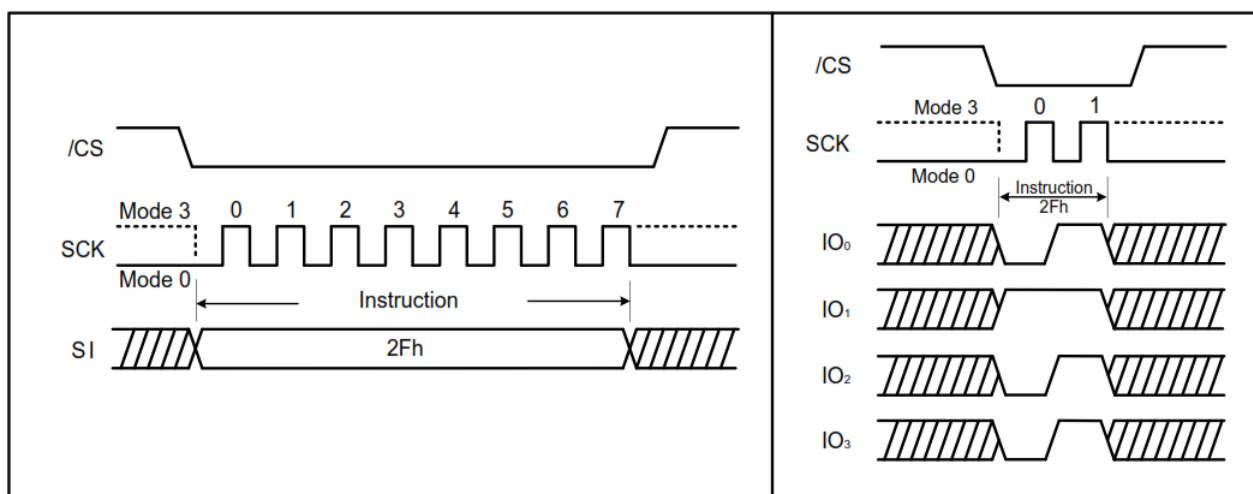 /CS
Mode 3 0 1 2 3 4 5 6 7
SCK
Mode 0
Instruction
SI 2Fh
/CS
Mode 3 0 1
SCK
Mode 0
Instruction
2Fh
IO0
IO1
IO2
IO3